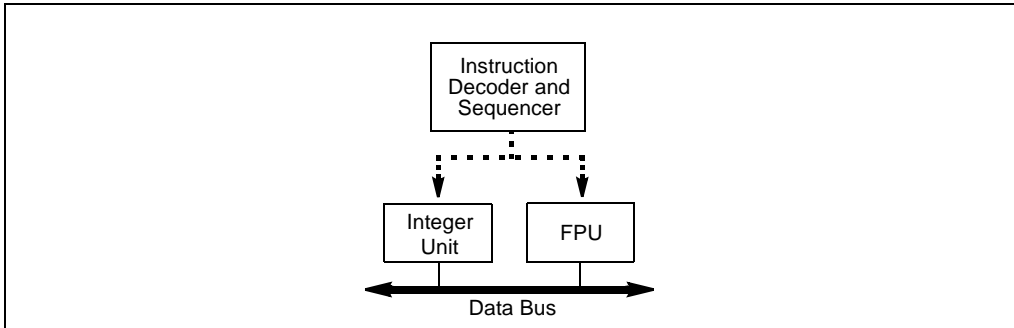 Instruction
Decoder and
Sequencer
Integer
Unit
FPU
Data Bus